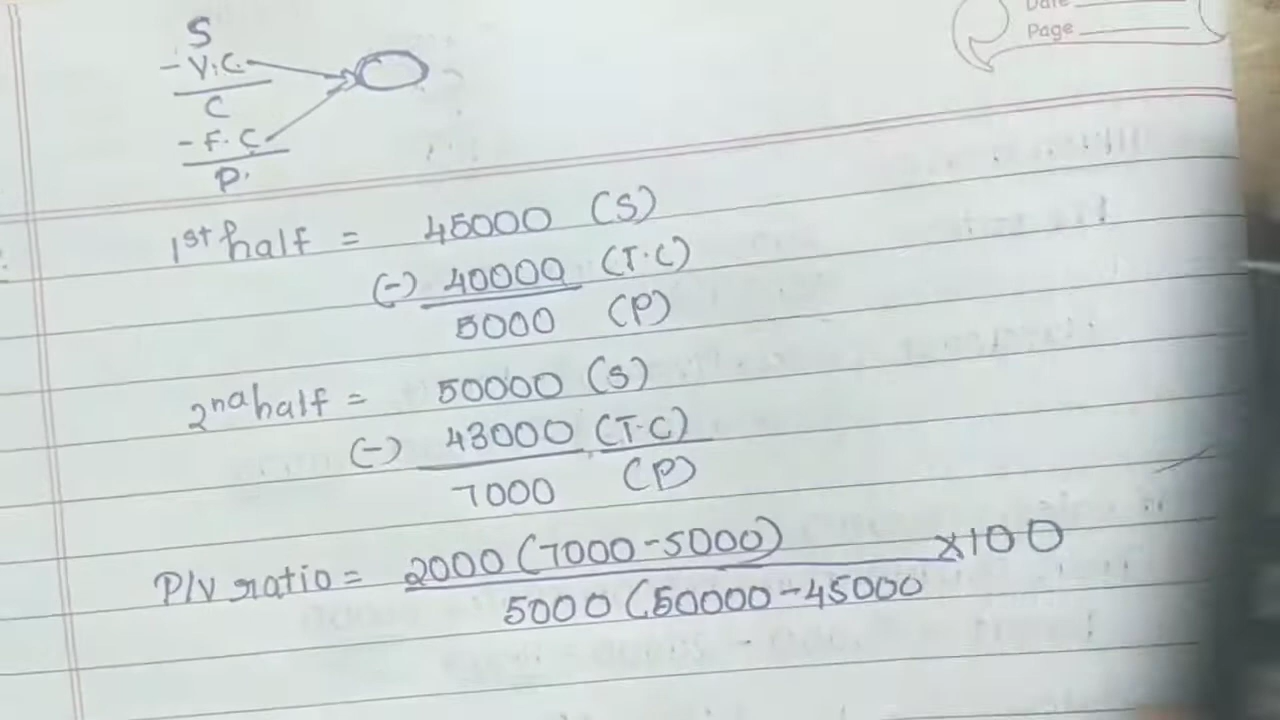 Date
Page
S
- V.C.
C
- F.C.
P.
1st half = 45000 (S)
(-) 40000 (T.C)
5000 (P)
2nd half = 50000 (S)
(-) 43000 (T.C)
7000 (P)
P/V ratio = 2000 (7000-5000) ×100
5000 (50000-45000